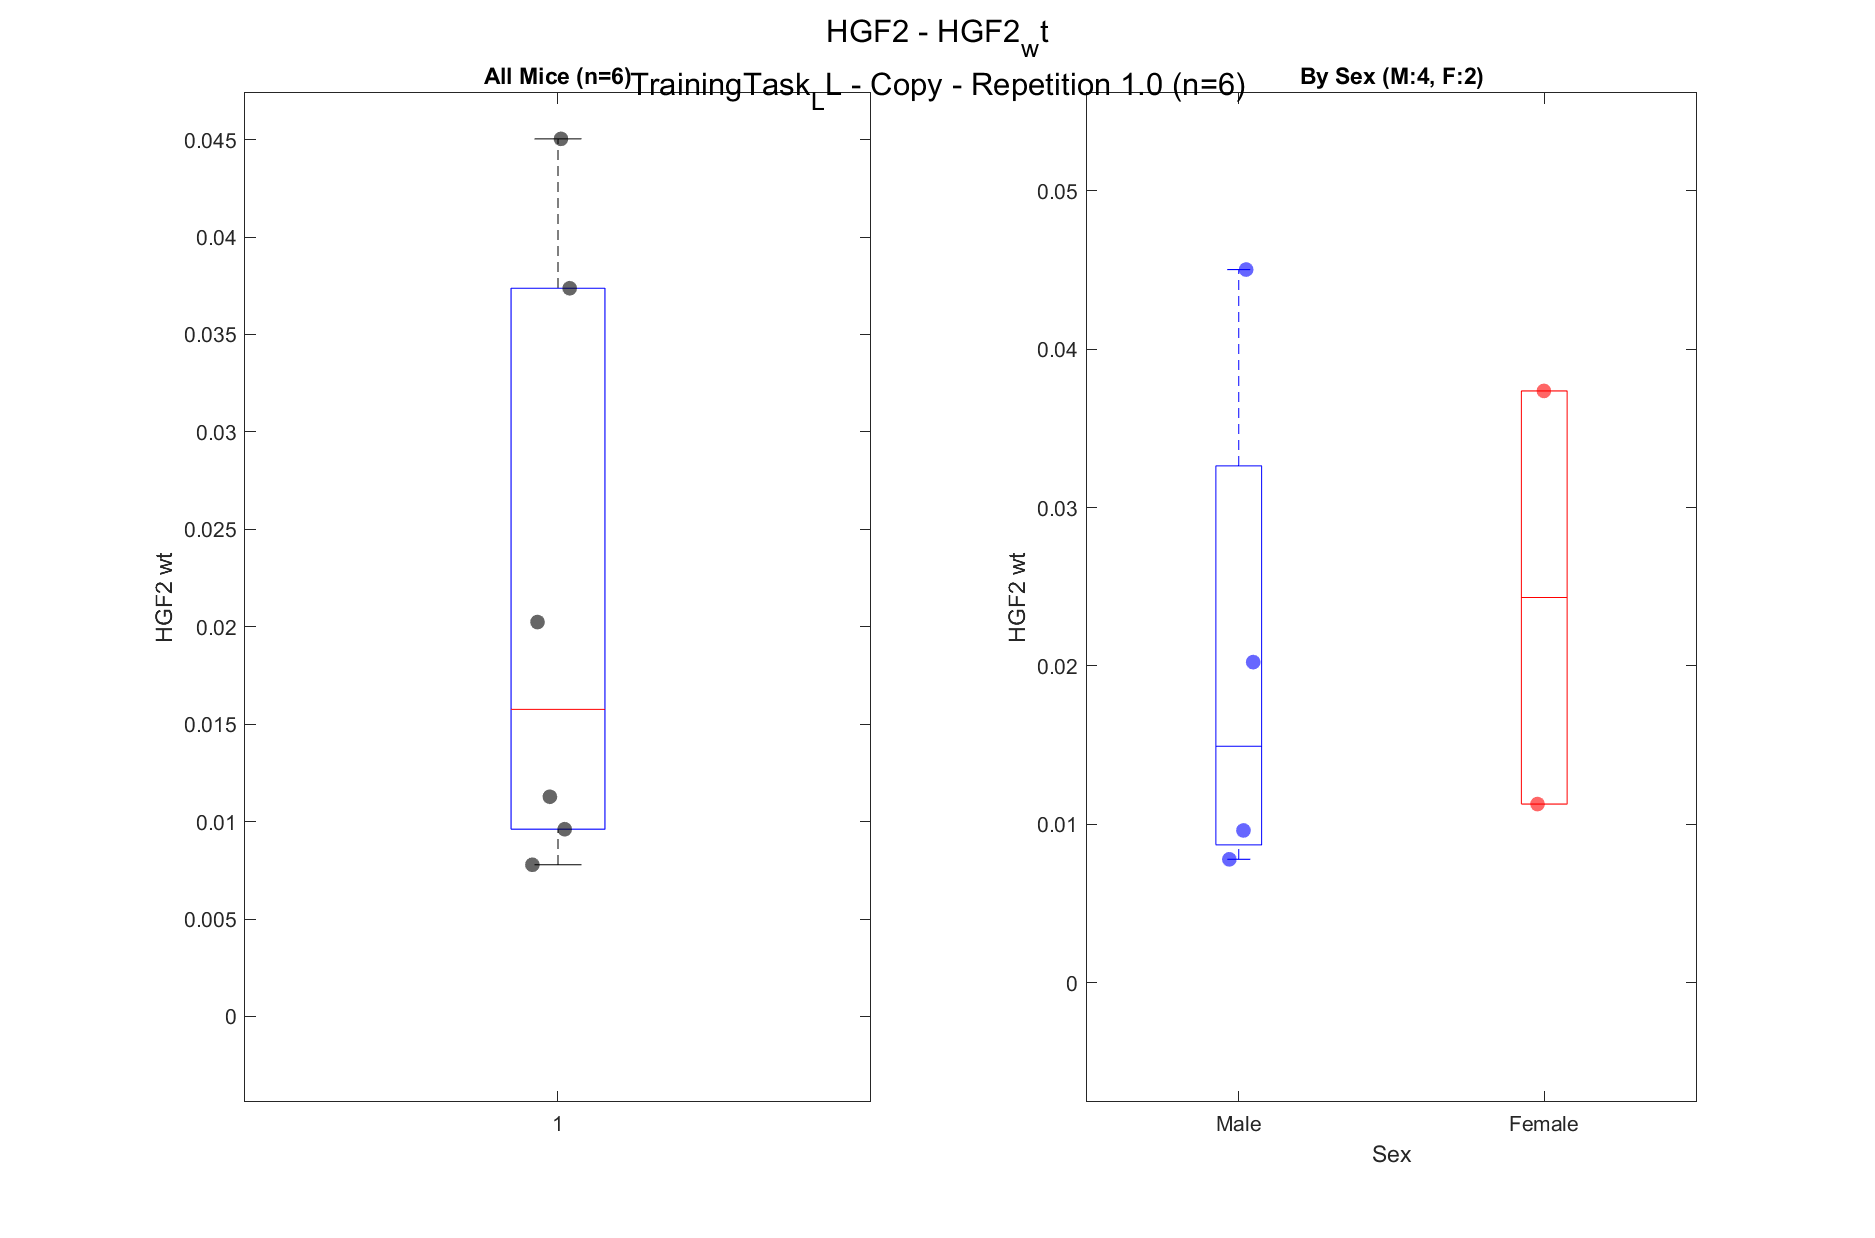 HGF2 - HGF2wt
TrainingTaskLL - Copy - Repetition 1.0 (n=6)
All Mice (n=6)
0.045
0.04
0.035
0.03
0.025
0.02
0.015
0.01
0.005
0
HGF2 wt
1
By Sex (M:4, F:2)
0.05
0.04
0.03
0.02
0.01
0
HGF2 wt
Male Female
Sex